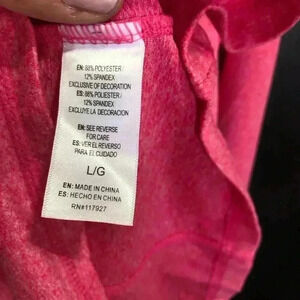 EN: 88% POLYESTER /
12% SPANDEX
EXCLUSIVE OF DECORATION
ES: 88% POLIESTER /
12% SPANDEX
EXCLUYE LA DECORACION
EN: SEE REVERSE
FOR CARE
ES: VER EL REVERSO
PARA EL CUIDADO
L/G
EN: MADE IN CHINA
ES: HECHO EN CHINA
RN#117927